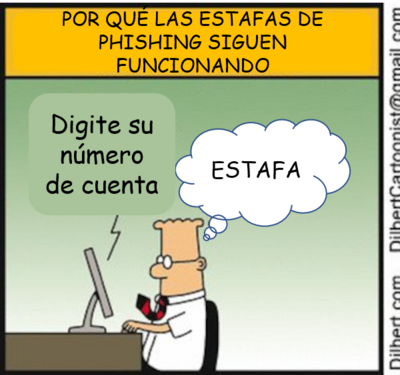 POR QUÉ LAS ESTAFAS DE
PHISHING SIGUEN
FUNCIONANDO
Digite su
número
de cuenta
ESTAFA
Dilbert.com DilbertCartoonist@gmail.com